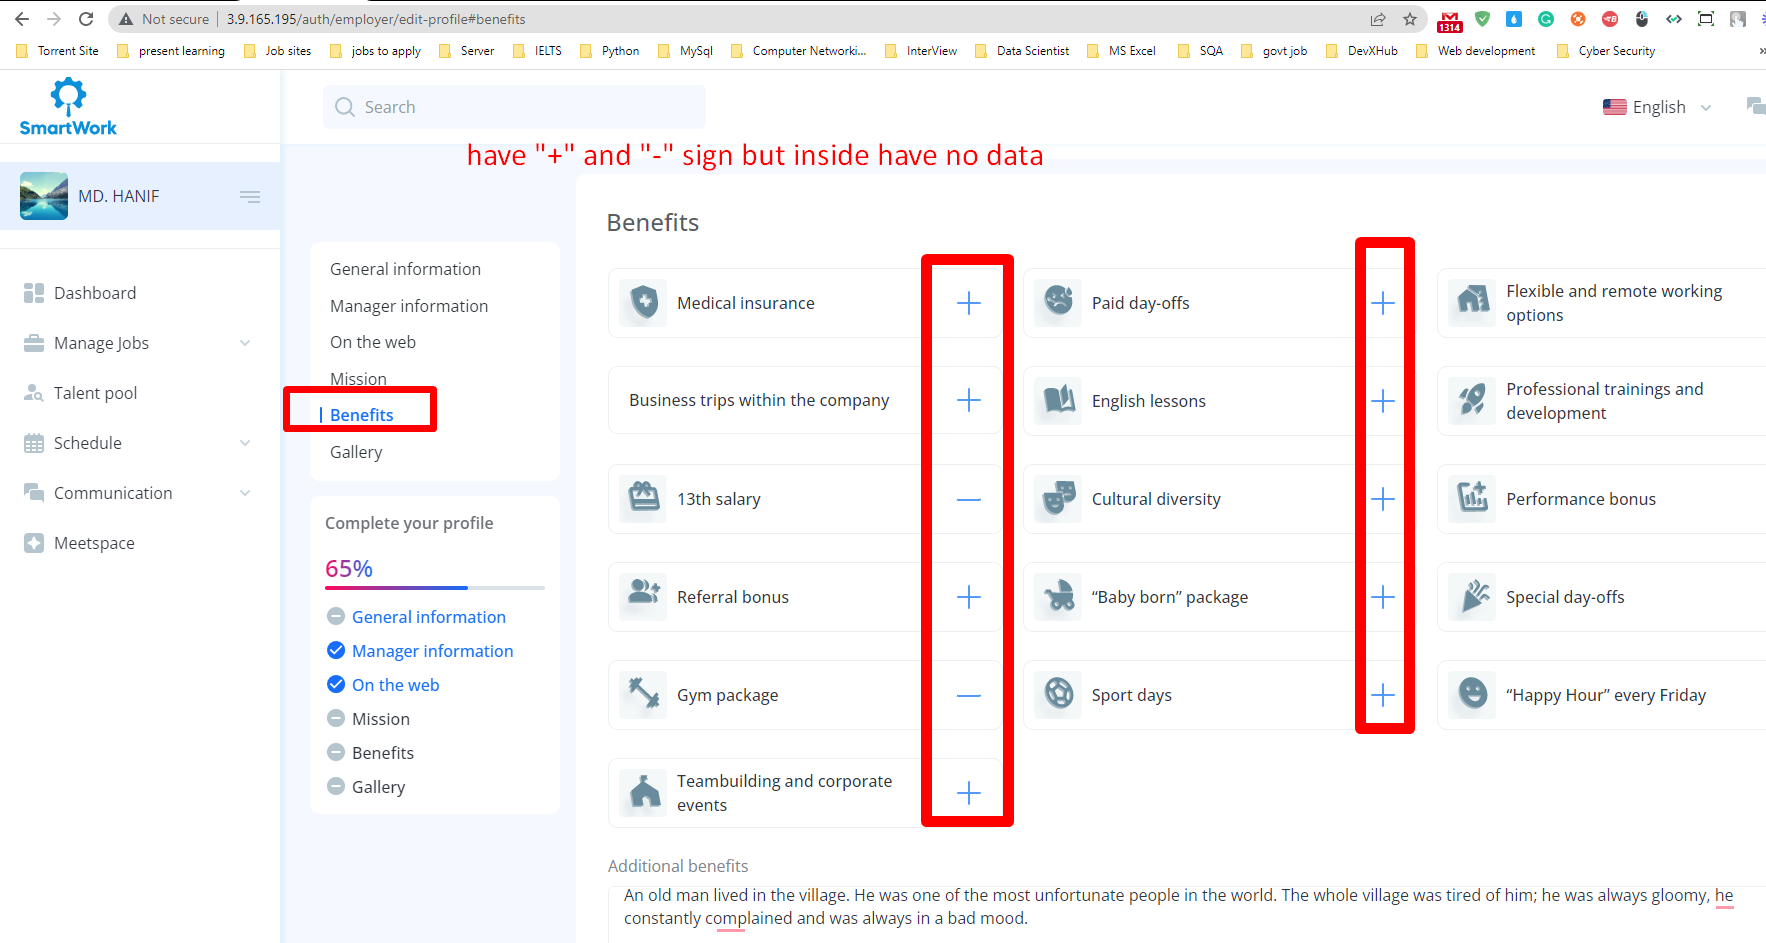 Not secure | 3.9.165.195/auth/employer/edit-profile#benefits
1314
Torrent Site present learning Job sites jobs to apply Server IELTS Python MySql Computer Networki... InterView Data Scientist MS Excel SQA govt job DevXHub Web development Cyber Security »
SmartWork
Search
English
have "+" and "-" sign but inside have no data
MD. HANIF
Dashboard
Manage Jobs
Talent pool
Schedule
Communication
Meetspace
General information
Manager information
On the web
Mission
Benefits
Gallery
Complete your profile
65%
General information
Manager information
On the web
Mission
Benefits
Gallery
Benefits
Medical insurance
Paid day-offs
Flexible and remote working
options
Business trips within the company
English lessons
Professional trainings and
development
13th salary
Cultural diversity
Performance bonus
Referral bonus
“Baby born” package
Special day-offs
Gym package
Sport days
“Happy Hour” every Friday
Teambuilding and corporate
events
Additional benefits
An old man lived in the village. He was one of the most unfortunate people in the world. The whole village was tired of him; he was always gloomy, he
constantly complained and was always in a bad mood.